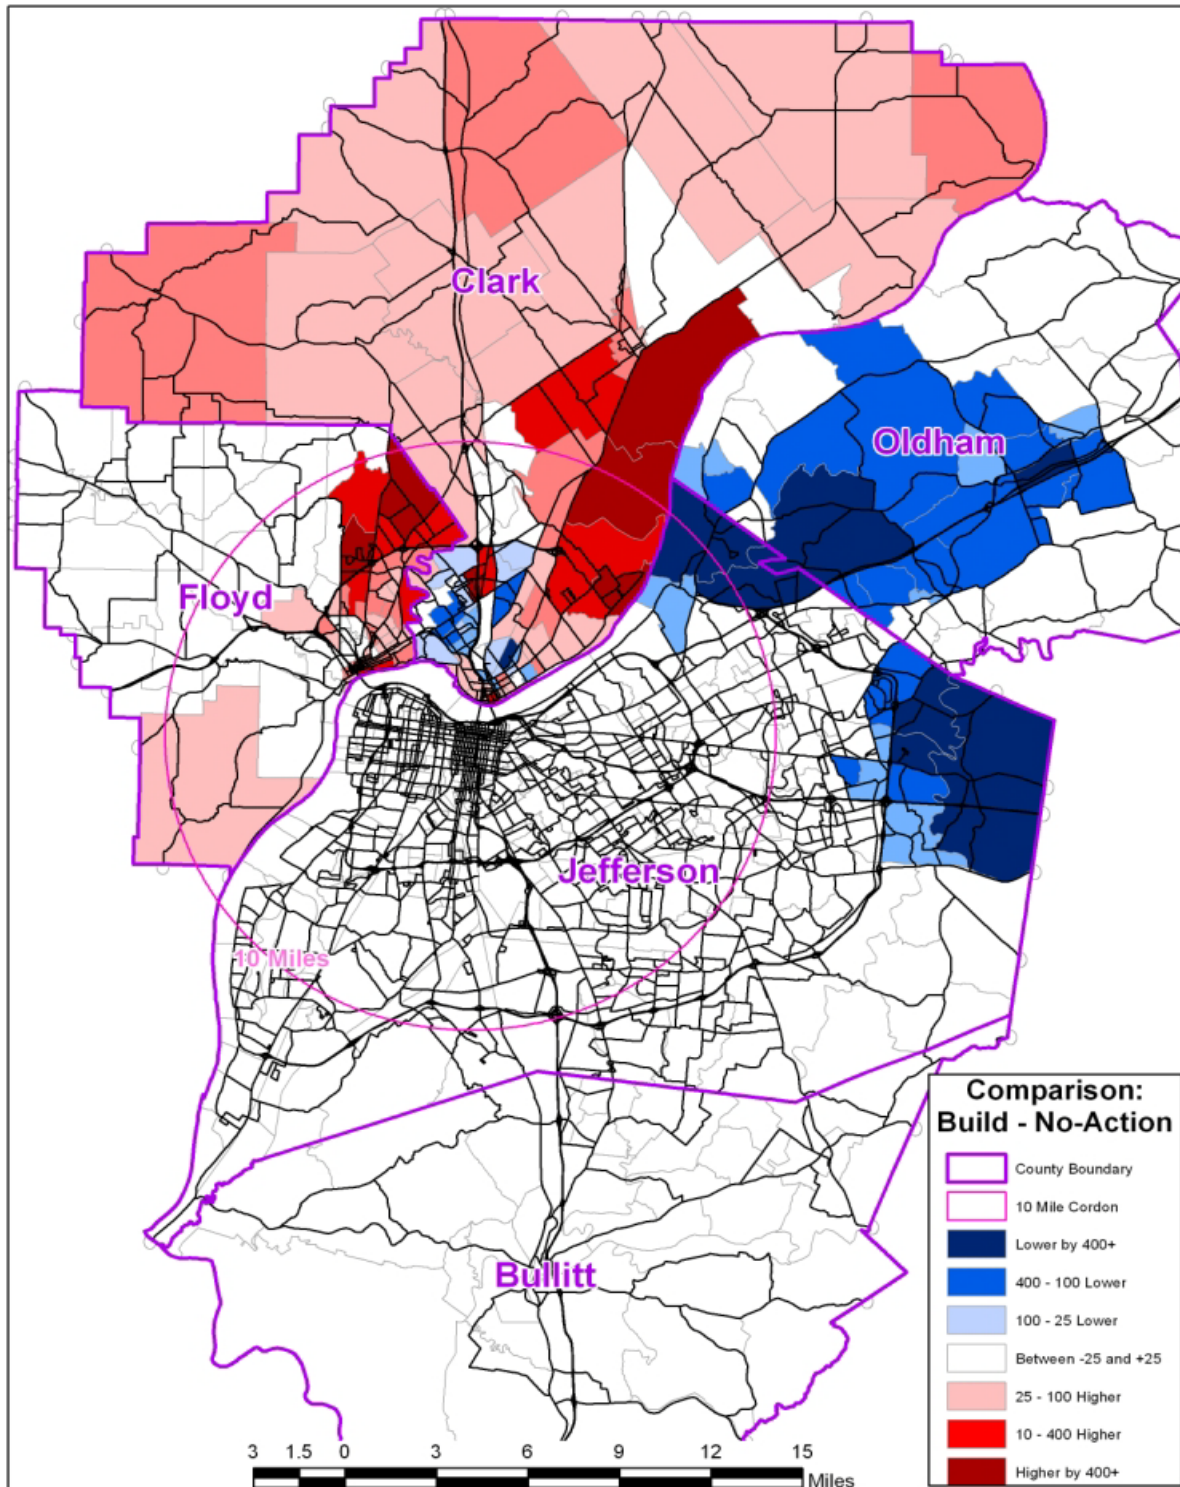 Clark
Oldham
Floyd
Jefferson
10 Miles
Bullitt
Comparison:
Build - No-Action
County Boundary
10 Mile Cordon
Lower by 400+
400 - 100 Lower
100 - 25 Lower
Between -25 and +25
25 - 100 Higher
10 - 400 Higher
Higher by 400+
3 1.5 0 3 6 9 12 15
Miles